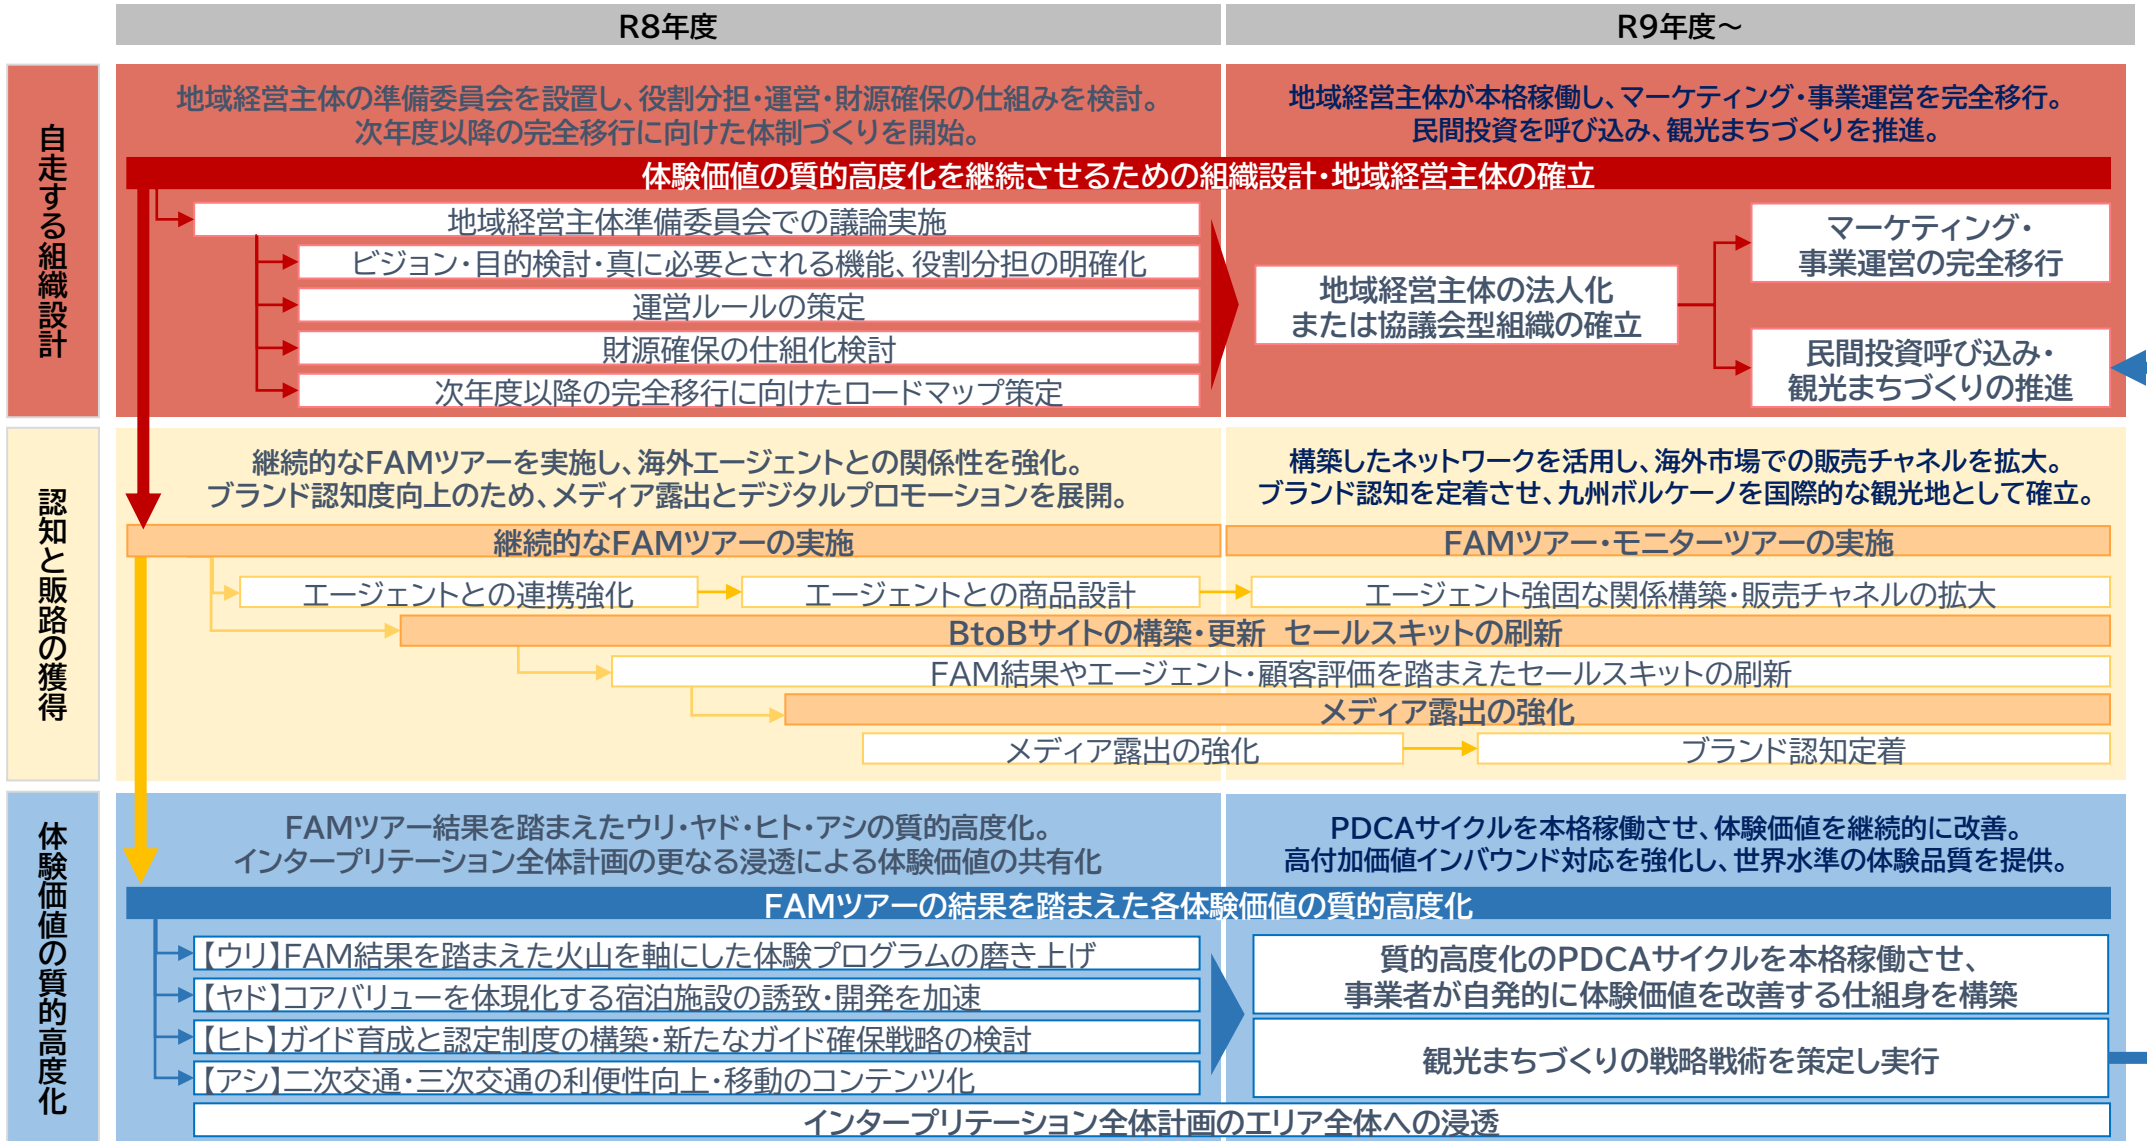 R8年度
R9年度～
自走する組織設計
地域経営主体の準備委員会を設置し、役割分担・運営・財源確保の仕組みを検討。
次年度以降の完全移行に向けた体制づくりを開始。
地域経営主体が本格稼働し、マーケティング・事業運営を完全移行。
民間投資を呼び込み、観光まちづくりを推進。
体験価値の質的高度化を継続させるための組織設計・地域経営主体の確立
地域経営主体準備委員会での議論実施
ビジョン・目的検討・真に必要とされる機能、役割分担の明確化
運営ルールの策定
財源確保の仕組化検討
次年度以降の完全移行に向けたロードマップ策定
地域経営主体の法人化
または協議会型組織の確立
マーケティング・
事業運営の完全移行
民間投資呼び込み・
観光まちづくりの推進
認知と販路の獲得
継続的なFAMツアーを実施し、海外エージェントとの関係性を強化。
ブランド認知度向上のため、メディア露出とデジタルプロモーションを展開。
構築したネットワークを活用し、海外市場での販売チャネルを拡大。
ブランド認知を定着させ、九州ボルケーノを国際的な観光地として確立。
継続的なFAMツアーの実施
FAMツアー・モニターツアーの実施
エージェントとの連携強化
エージェントとの商品設計
エージェント強固な関係構築・販売チャネルの拡大
BtoBサイトの構築・更新 セールスキットの刷新
FAM結果やエージェント・顧客評価を踏まえたセールスキットの刷新
メディア露出の強化
メディア露出の強化
ブランド認知定着
体験価値の質的高度化
FAMツアー結果を踏まえたウリ・ヤド・ヒト・アシの質的高度化。
インタープリテーション全体計画の更なる浸透による体験価値の共有化
PDCAサイクルを本格稼働させ、体験価値を継続的に改善。
高付加価値インバウンド対応を強化し、世界水準の体験品質を提供。
FAMツアーの結果を踏まえた各体験価値の質的高度化
【ウリ】FAM結果を踏まえた火山を軸にした体験プログラムの磨き上げ
【ヤド】コアバリューを体現化する宿泊施設の誘致・開発を加速
【ヒト】ガイド育成と認定制度の構築・新たなガイド確保戦略の検討
【アシ】二次交通・三次交通の利便性向上・移動のコンテンツ化
質的高度化のPDCAサイクルを本格稼働させ、
事業者が自発的に体験価値を改善する仕組身を構築
観光まちづくりの戦略戦術を策定し実行
インタープリテーション全体計画のエリア全体への浸透